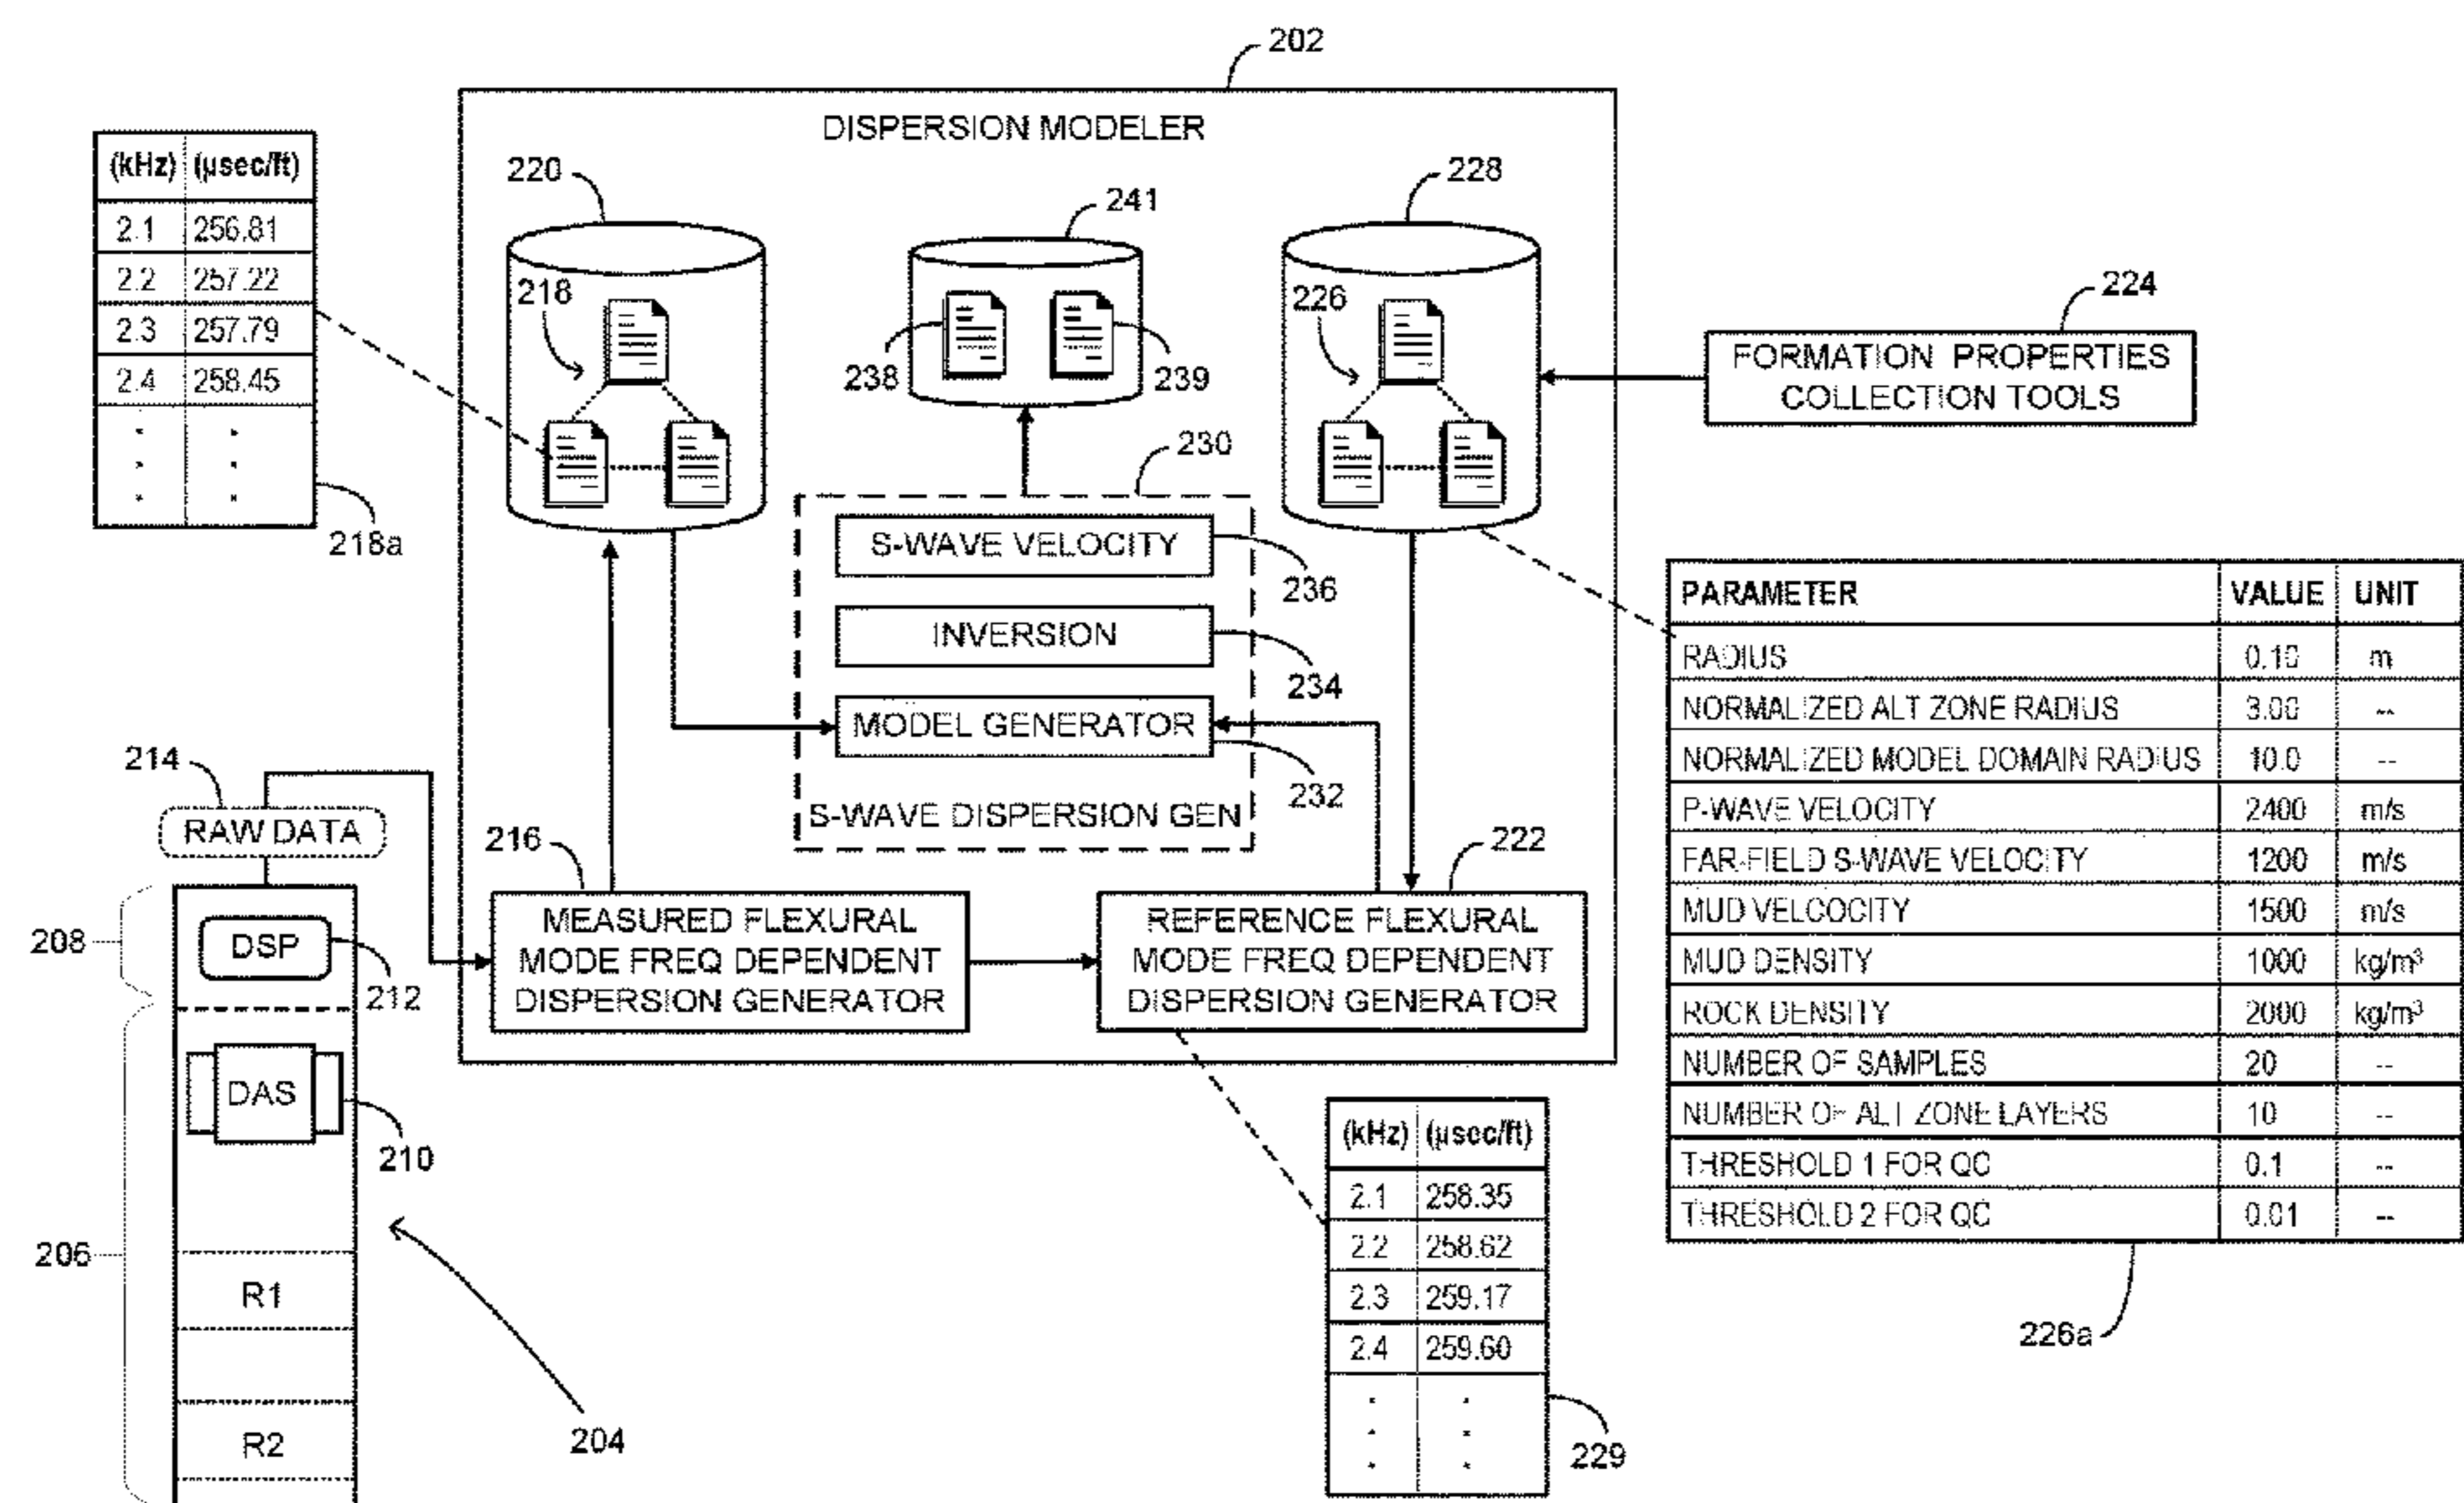 202
DISPERSION MODELER
(kHz) (µsec/ft)
2.1 256.81
2.2 257.22
2.3 257.79
2.4 258.45
218a
220
218
241
238
239
228
226
224
FORMATION PROPERTIES
COLLECTION TOOLS
230
S-WAVE VELOCITY
236
INVERSION
234
MODEL GENERATOR
232
S-WAVE DISPERSION GEN
214
RAW DATA
216
MEASURED FLEXURAL
MODE FREQ DEPENDENT
DISPERSION GENERATOR
222
REFERENCE FLEXURAL
MODE FREQ DEPENDENT
DISPERSION GENERATOR
208
DSP
212
DAS
210
206
R1
R2
204
(kHz) (µsec/ft)
2.1 258.35
2.2 258.62
2.3 259.17
2.4 259.60
229
PARAMETER VALUE UNIT
RADIUS 0.10 m
NORMALIZED ALT ZONE RADIUS 3.00 --
NORMALIZED MODEL DOMAIN RADIUS 10.0 --
P-WAVE VELOCITY 2400 m/s
FAR-FIELD S-WAVE VELOCITY 1200 m/s
MUD VELCOCITY 1500 m/s
MUD DENSITY 1000 kg/m³
ROCK DENSITY 2000 kg/m³
NUMBER OF SAMPLES 20 --
NUMBER OF ALT ZONE LAYERS 10 --
THRESHOLD 1 FOR QC 0.1 --
THRESHOLD 2 FOR QC 0.01 --
226a